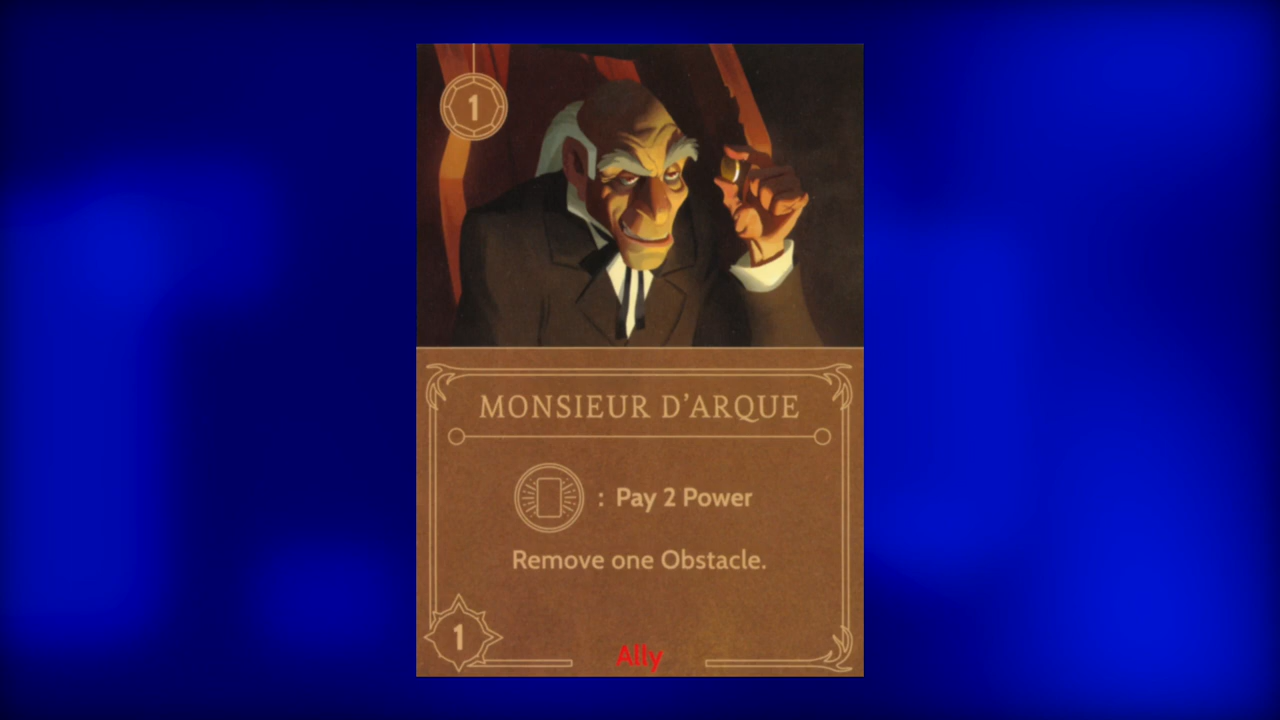 1
MONSIEUR D'ARQUE
: Pay 2 Power
Remove one Obstacle.
1
Ally